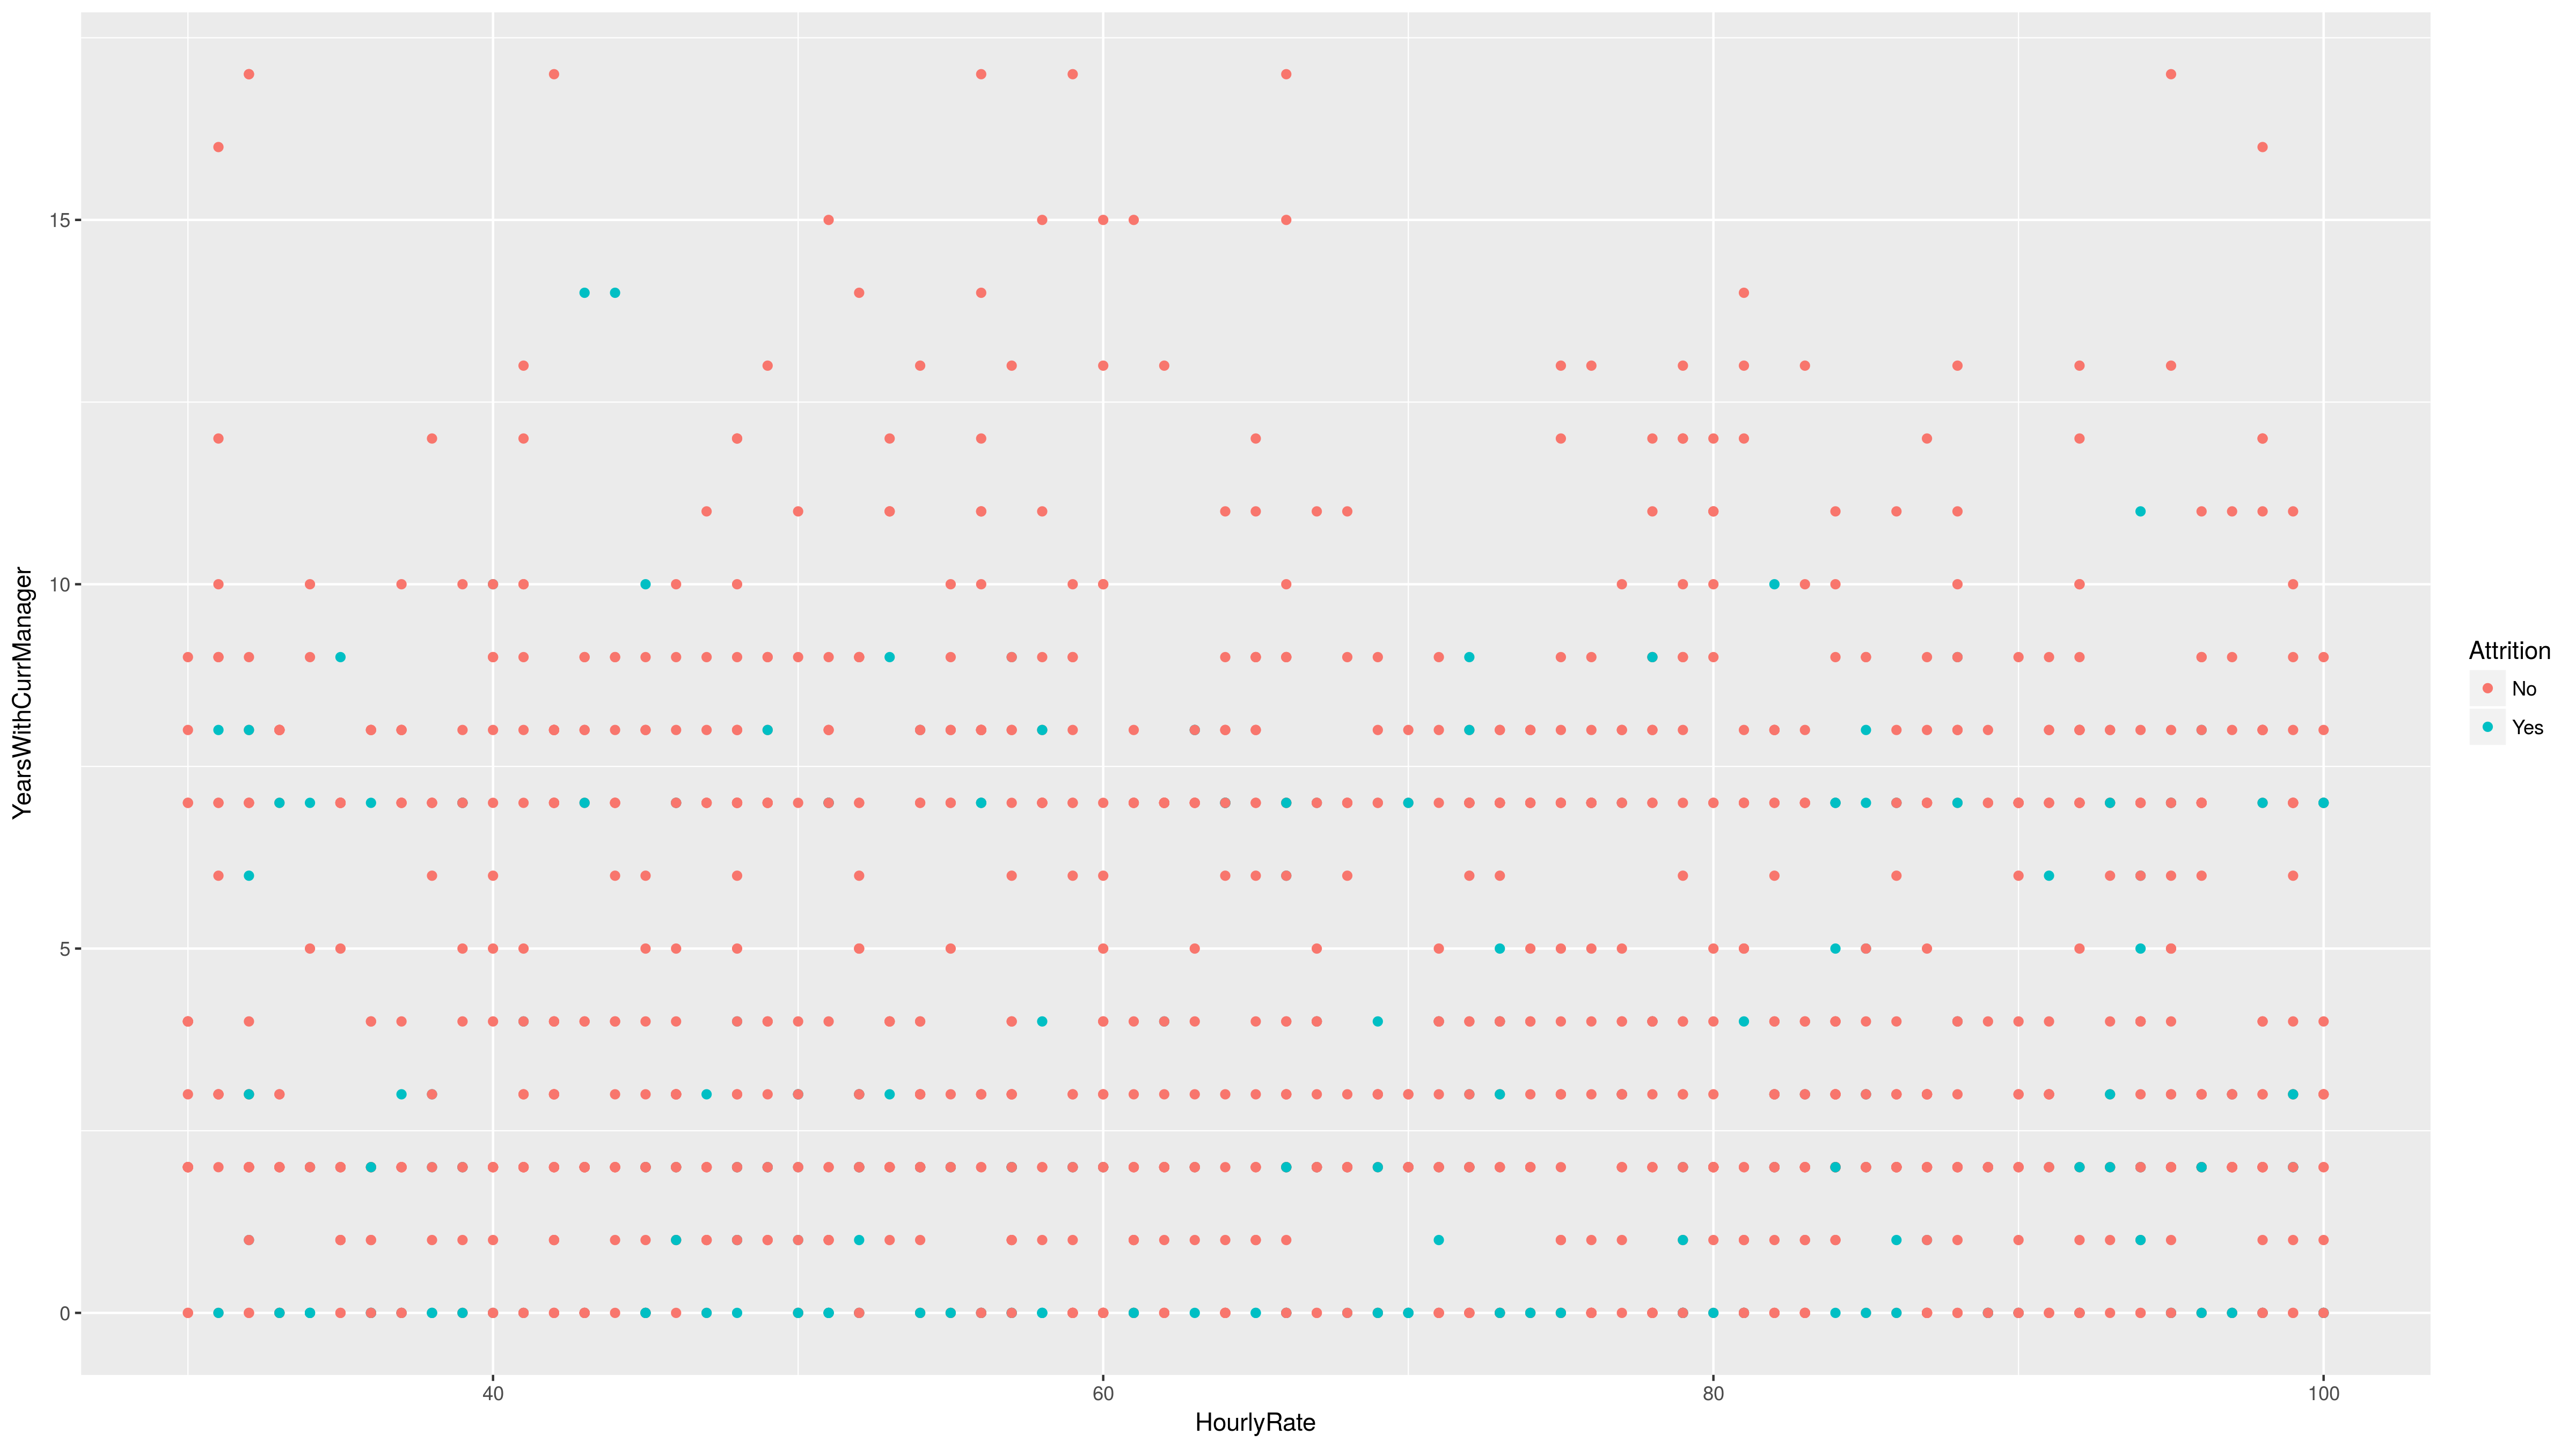 YearsWithCurrManager
15
10
5
0
40
60
80
100
HourlyRate
Attrition
No
Yes